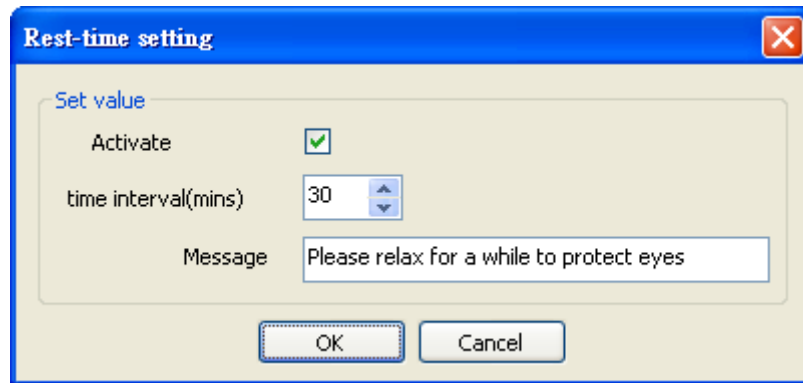 Rest-time setting
Set value
Activate
time interval(mins) 30
Message Please relax for a while to protect eyes
OK Cancel